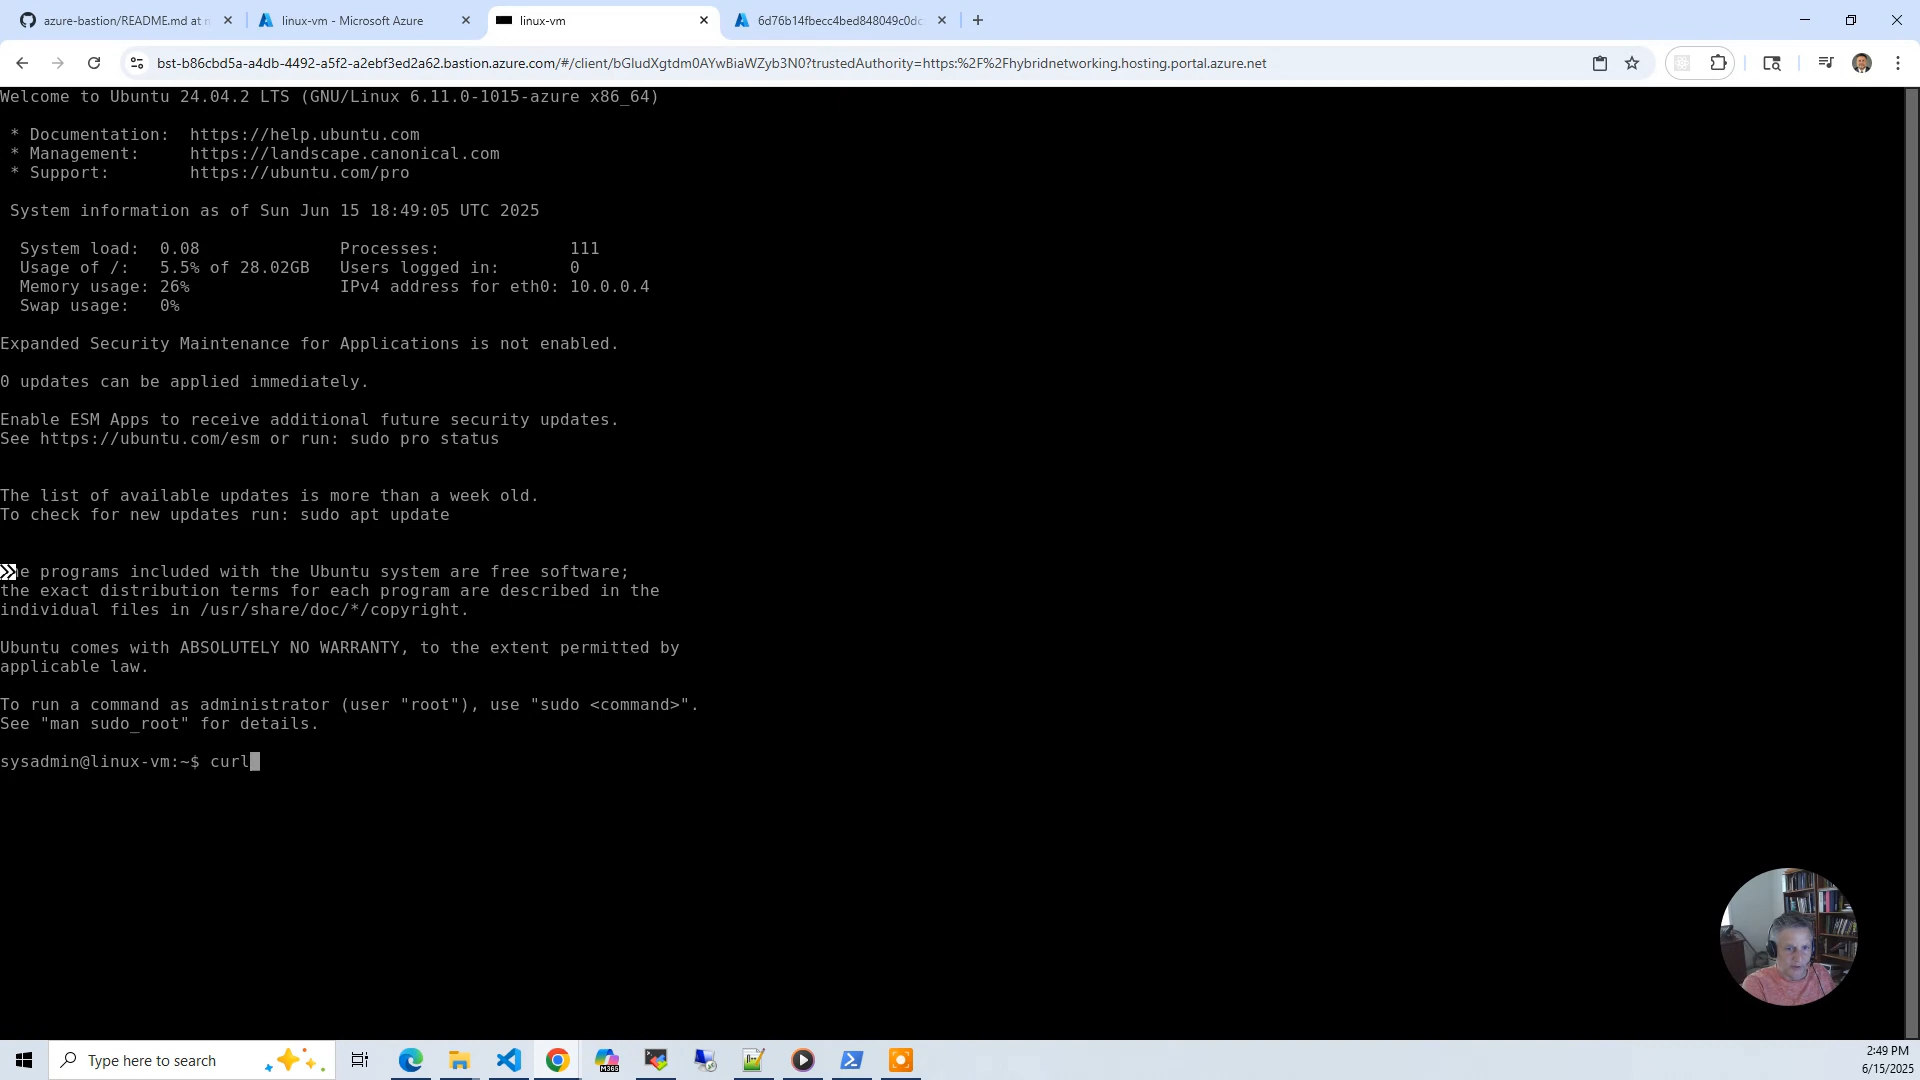 azure-bastion/README.md at
linux-vm - Microsoft Azure
linux-vm
6d76b14fbecc4bed848049c0dc
bst-b86cbd5a-a4db-4492-a5f2-a2ebf3ed2a62.bastion.azure.com/#/client/bGludXgtdm0AYwBiaWZyb3N0?trustedAuthority=https:%2F%2Fhybridnetworking.hosting.portal.azure.net
Welcome to Ubuntu 24.04.2 LTS (GNU/Linux 6.11.0-1015-azure x86_64)
* Documentation: https://help.ubuntu.com
* Management: https://landscape.canonical.com
* Support: https://ubuntu.com/pro
System information as of Sun Jun 15 18:49:05 UTC 2025
System load: 0.08 Processes: 111
Usage of /: 5.5% of 28.02GB Users logged in: 0
Memory usage: 26% IPv4 address for eth0: 10.0.0.4
Swap usage: 0%
Expanded Security Maintenance for Applications is not enabled.
0 updates can be applied immediately.
Enable ESM Apps to receive additional future security updates.
See https://ubuntu.com/esm or run: sudo pro status
The list of available updates is more than a week old.
To check for new updates run: sudo apt update
programs included with the Ubuntu system are free software;
the exact distribution terms for each program are described in the
individual files in /usr/share/doc/*/copyright.
Ubuntu comes with ABSOLUTELY NO WARRANTY, to the extent permitted by
applicable law.
To run a command as administrator (user "root"), use "sudo <command>".
See "man sudo_root" for details.
sysadmin@linux-vm:~$ curl
Type here to search
M365
2:49 PM
6/15/2025